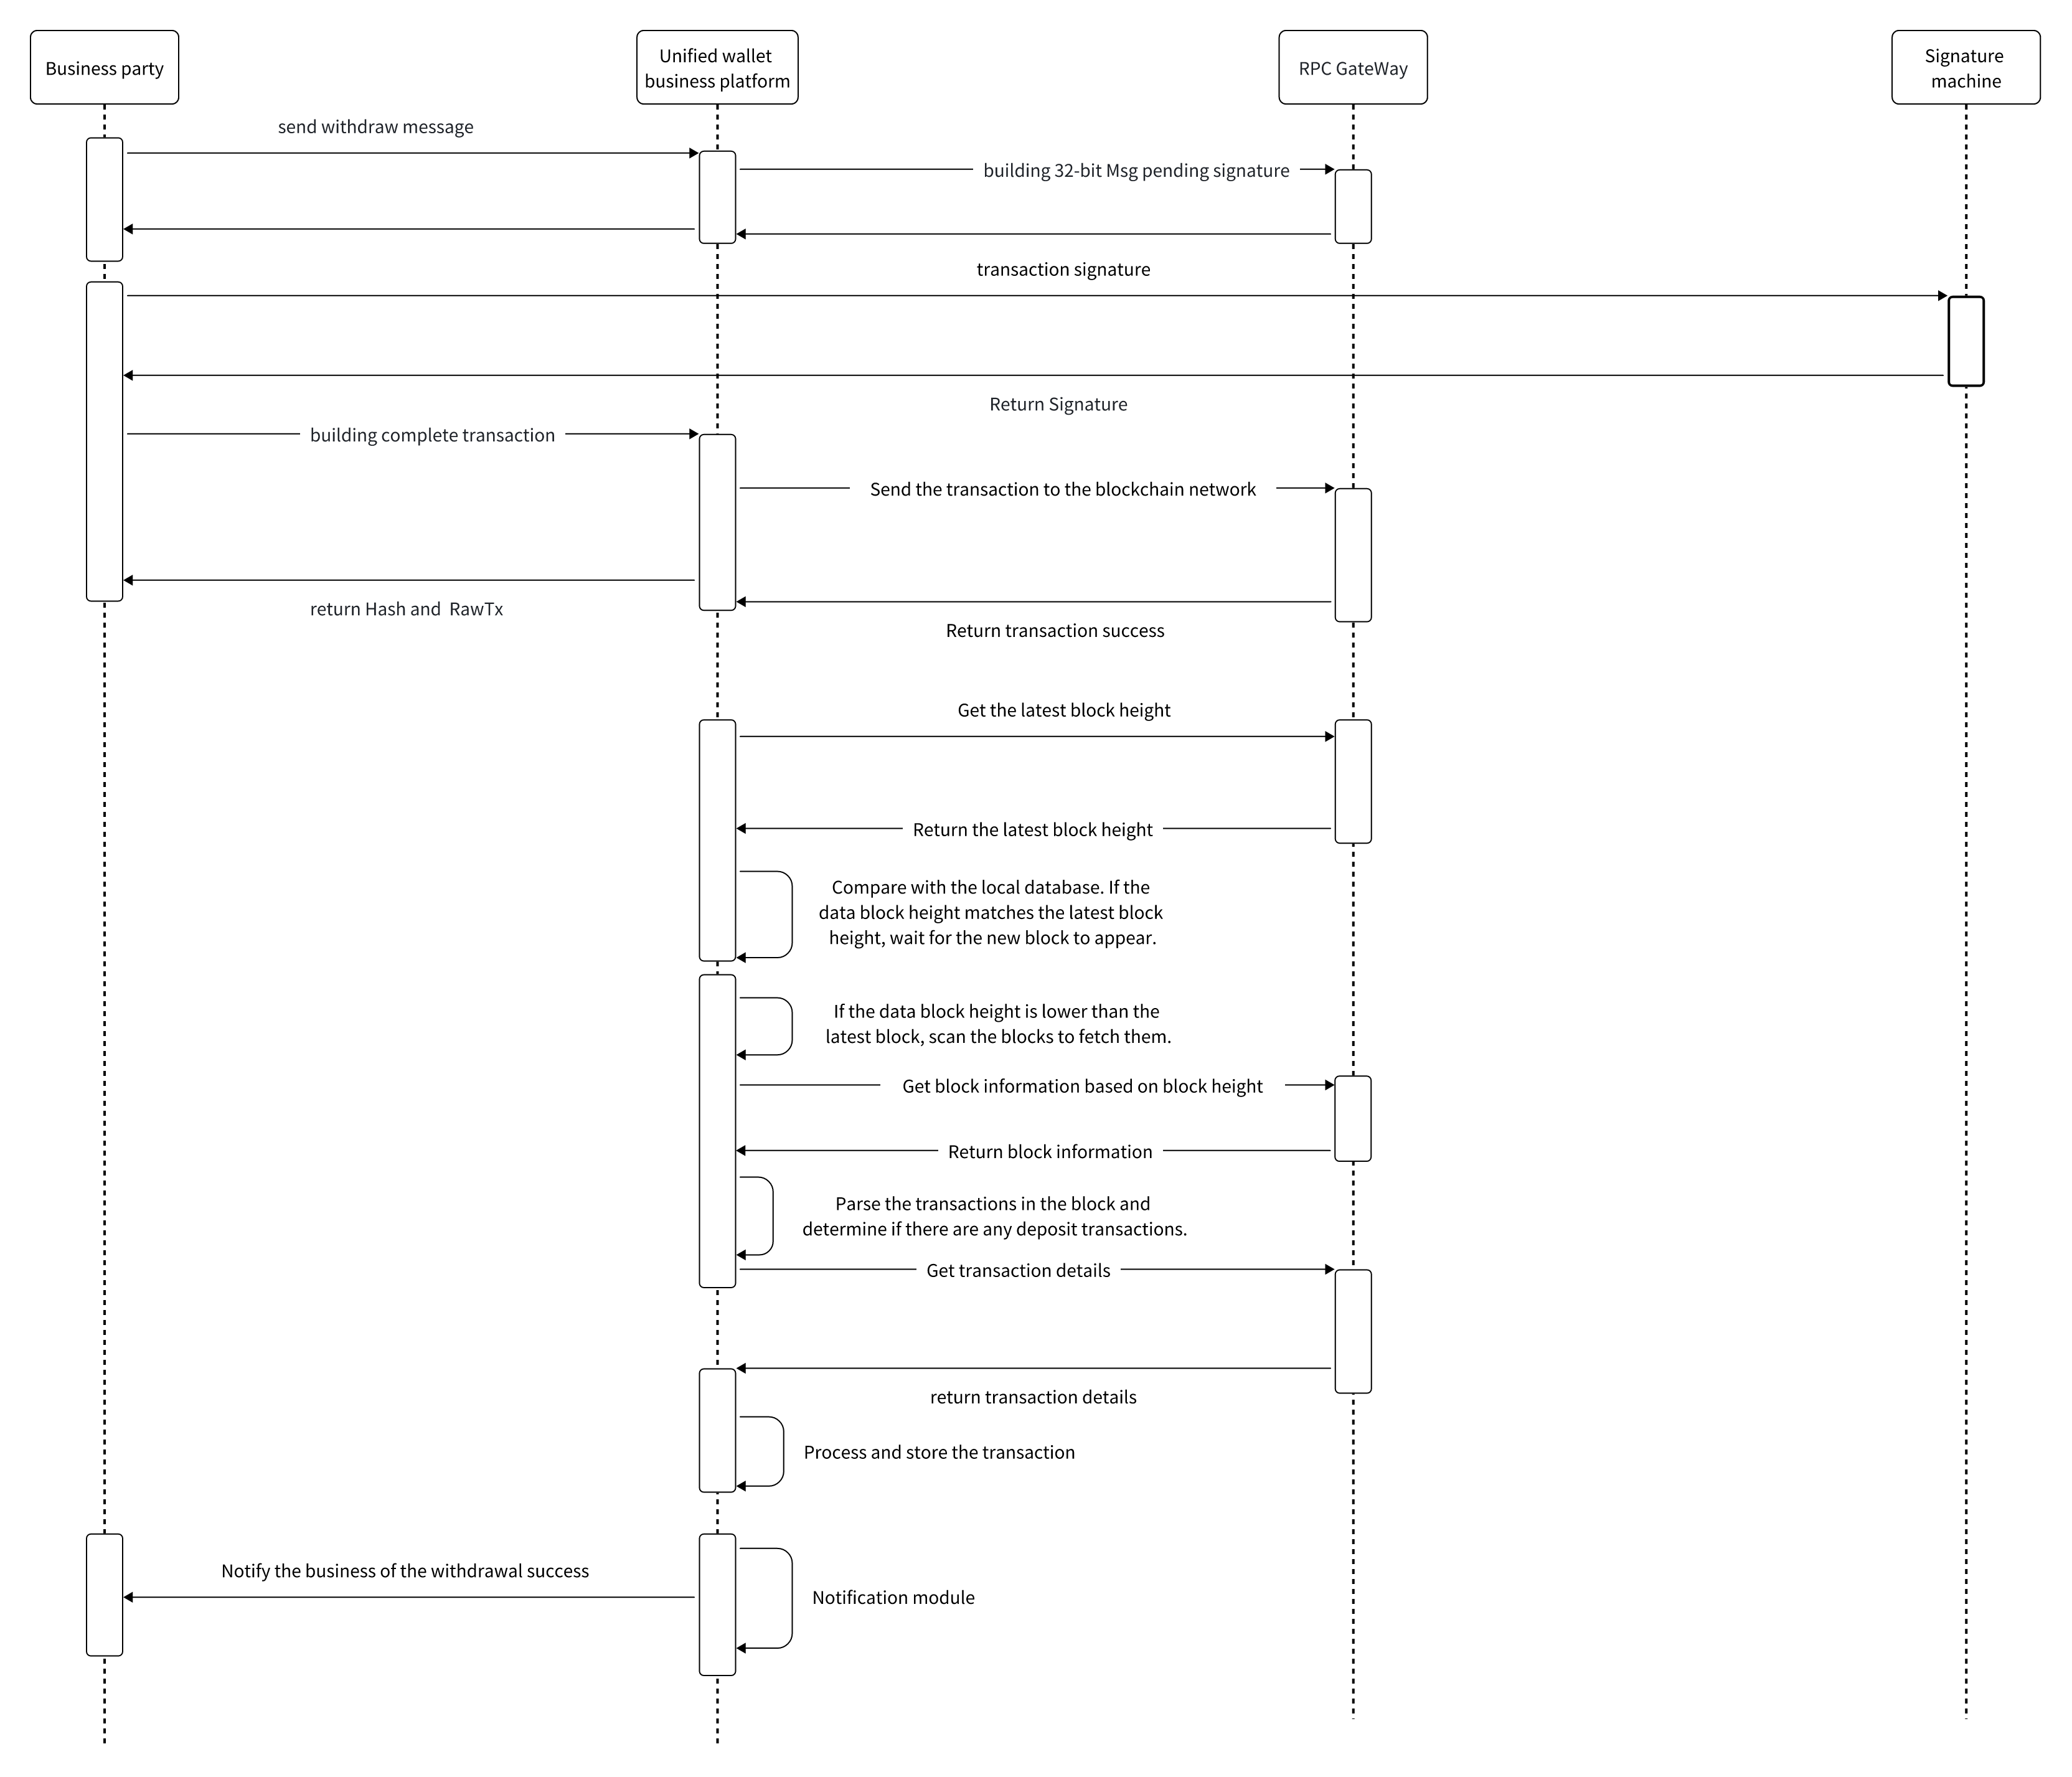 Business party
Unified wallet
business platform
RPC GateWay
Signature
machine
send withdraw message
building 32-bit Msg pending signature
transaction signature
Return Signature
building complete transaction
Send the transaction to the blockchain network
return Hash and  RawTx
Return transaction success
Get the latest block height
Return the latest block height
Compare with the local database. If the
data block height matches the latest block
height, wait for the new block to appear.
If the data block height is lower than the
latest block, scan the blocks to fetch them.
Get block information based on block height
Return block information
Parse the transactions in the block and
determine if there are any deposit transactions.
Get transaction details
return transaction details
Process and store the transaction
Notify the business of the withdrawal success
Notification module